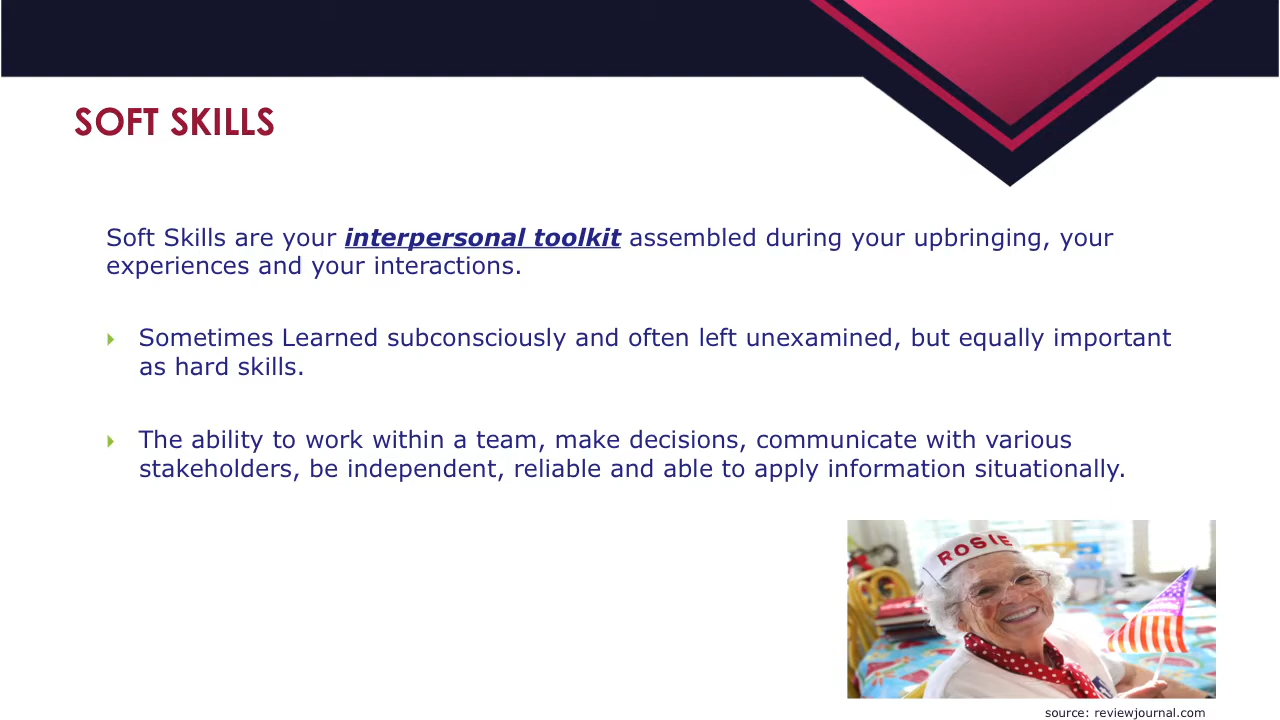 SOFT SKILLS
Soft Skills are your interpersonal toolkit assembled during your upbringing, your
experiences and your interactions.
Sometimes Learned subconsciously and often left unexamined, but equally important
as hard skills.
The ability to work within a team, make decisions, communicate with various
stakeholders, be independent, reliable and able to apply information situationally.
ROSIE
source: reviewjournal.com